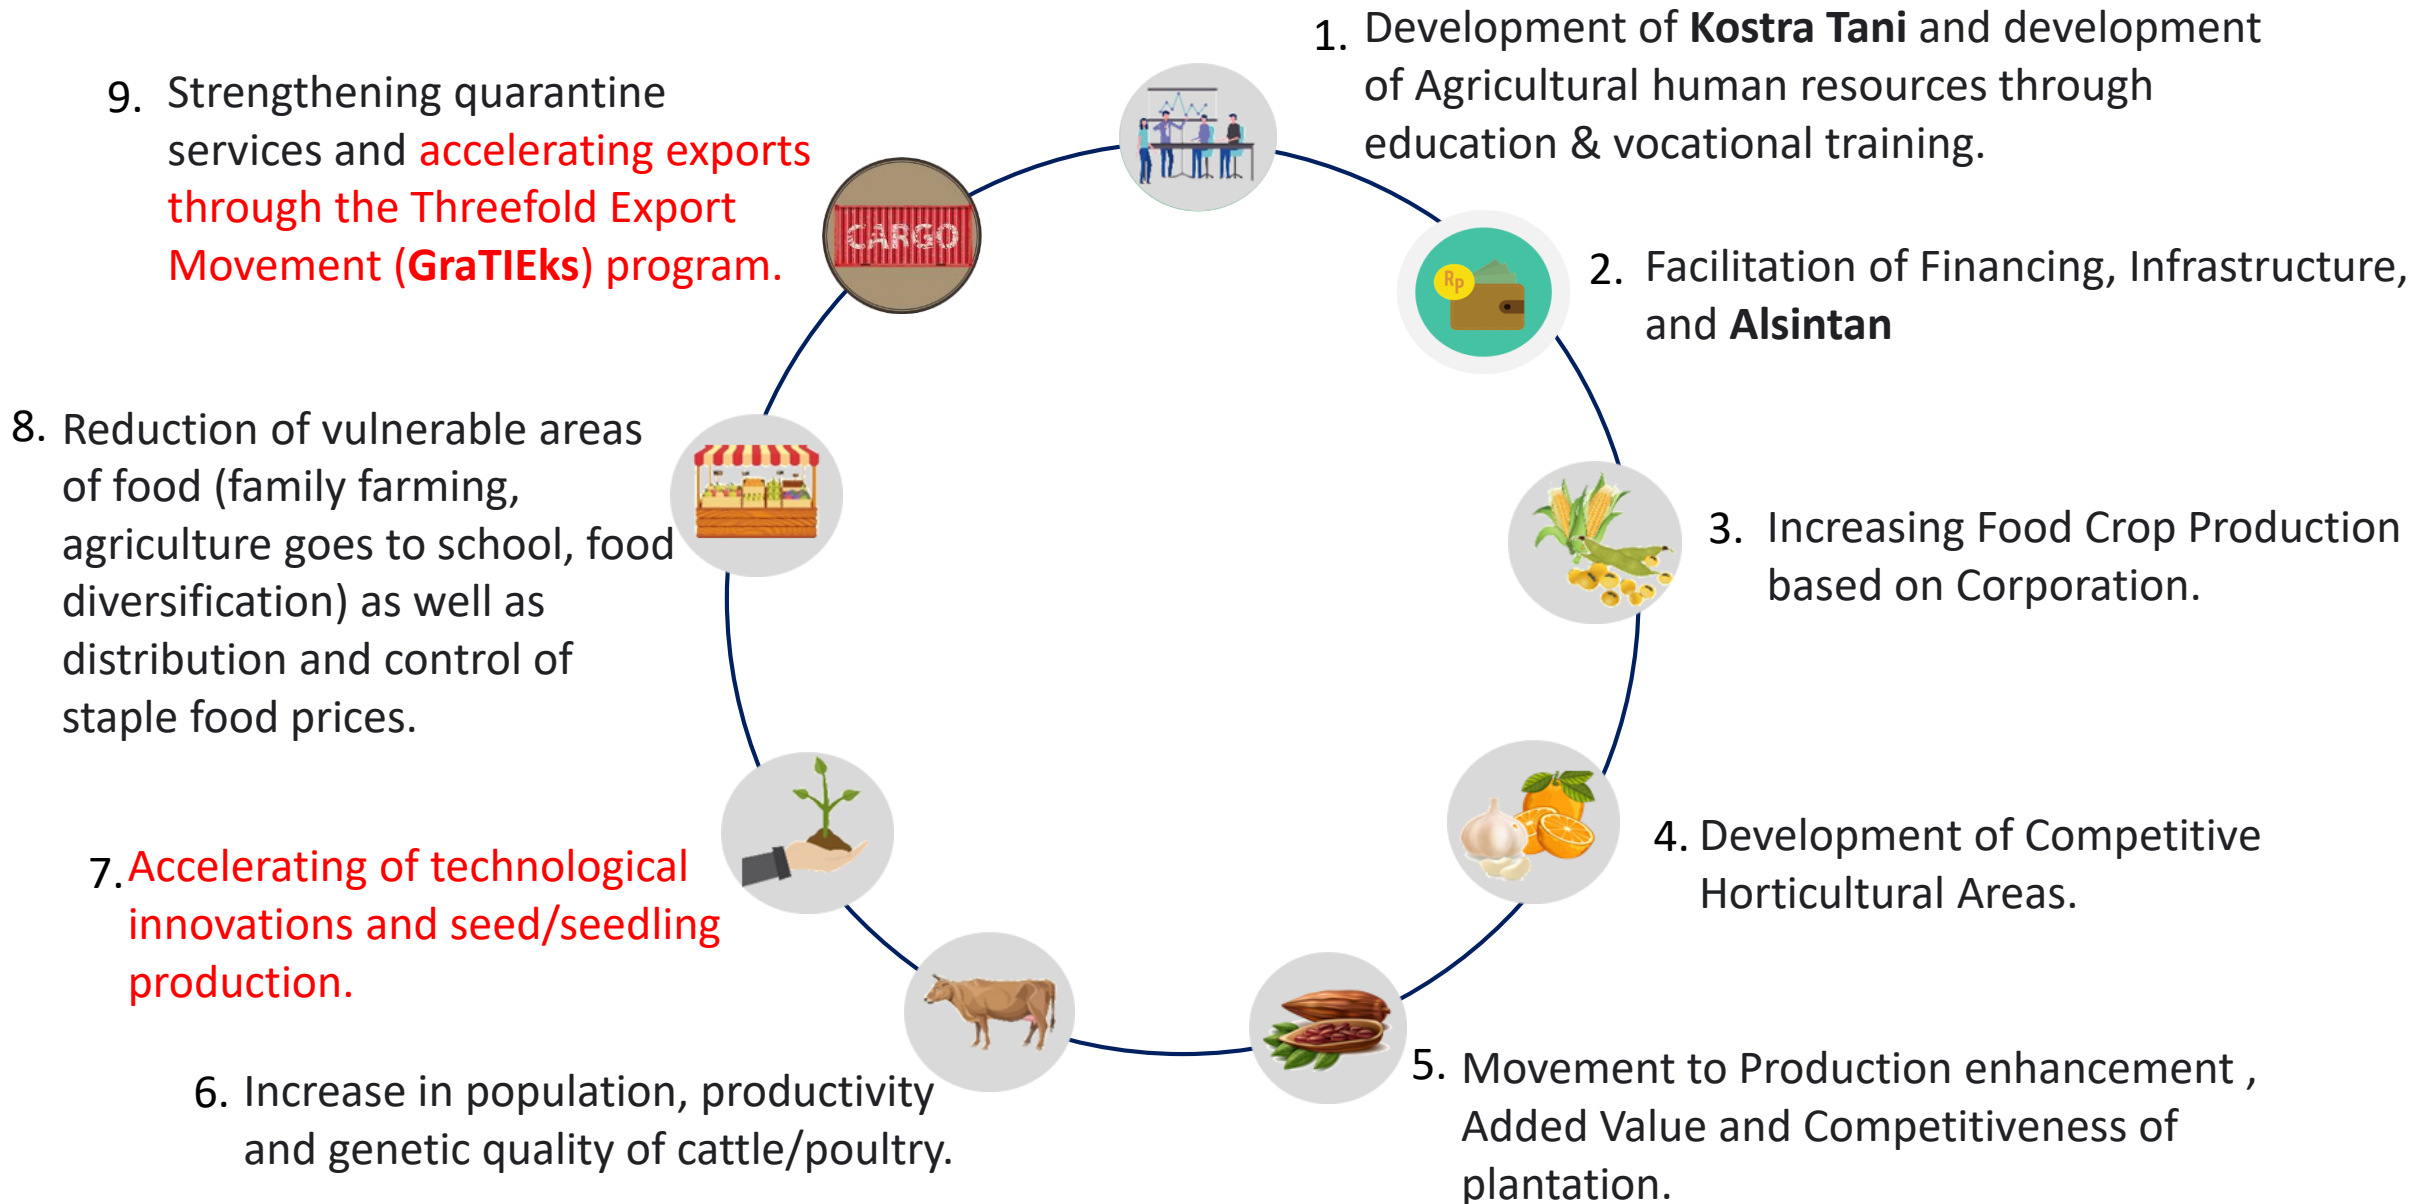 1. Development of Kostra Tani and development
of Agricultural human resources through
education & vocational training.
2. Facilitation of Financing, Infrastructure,
and Alsintan
3. Increasing Food Crop Production
based on Corporation.
4. Development of Competitive
Horticultural Areas.
5. Movement to Production enhancement ,
Added Value and Competitiveness of
plantation.
6. Increase in population, productivity
and genetic quality of cattle/poultry.
7. Accelerating of technological
innovations and seed/seedling
production.
8. Reduction of vulnerable areas
of food (family farming,
agriculture goes to school, food
diversification) as well as
distribution and control of
staple food prices.
9. Strengthening quarantine
services and accelerating exports
through the Threefold Export
Movement (GraTIEks) program.
CARGO
Rp